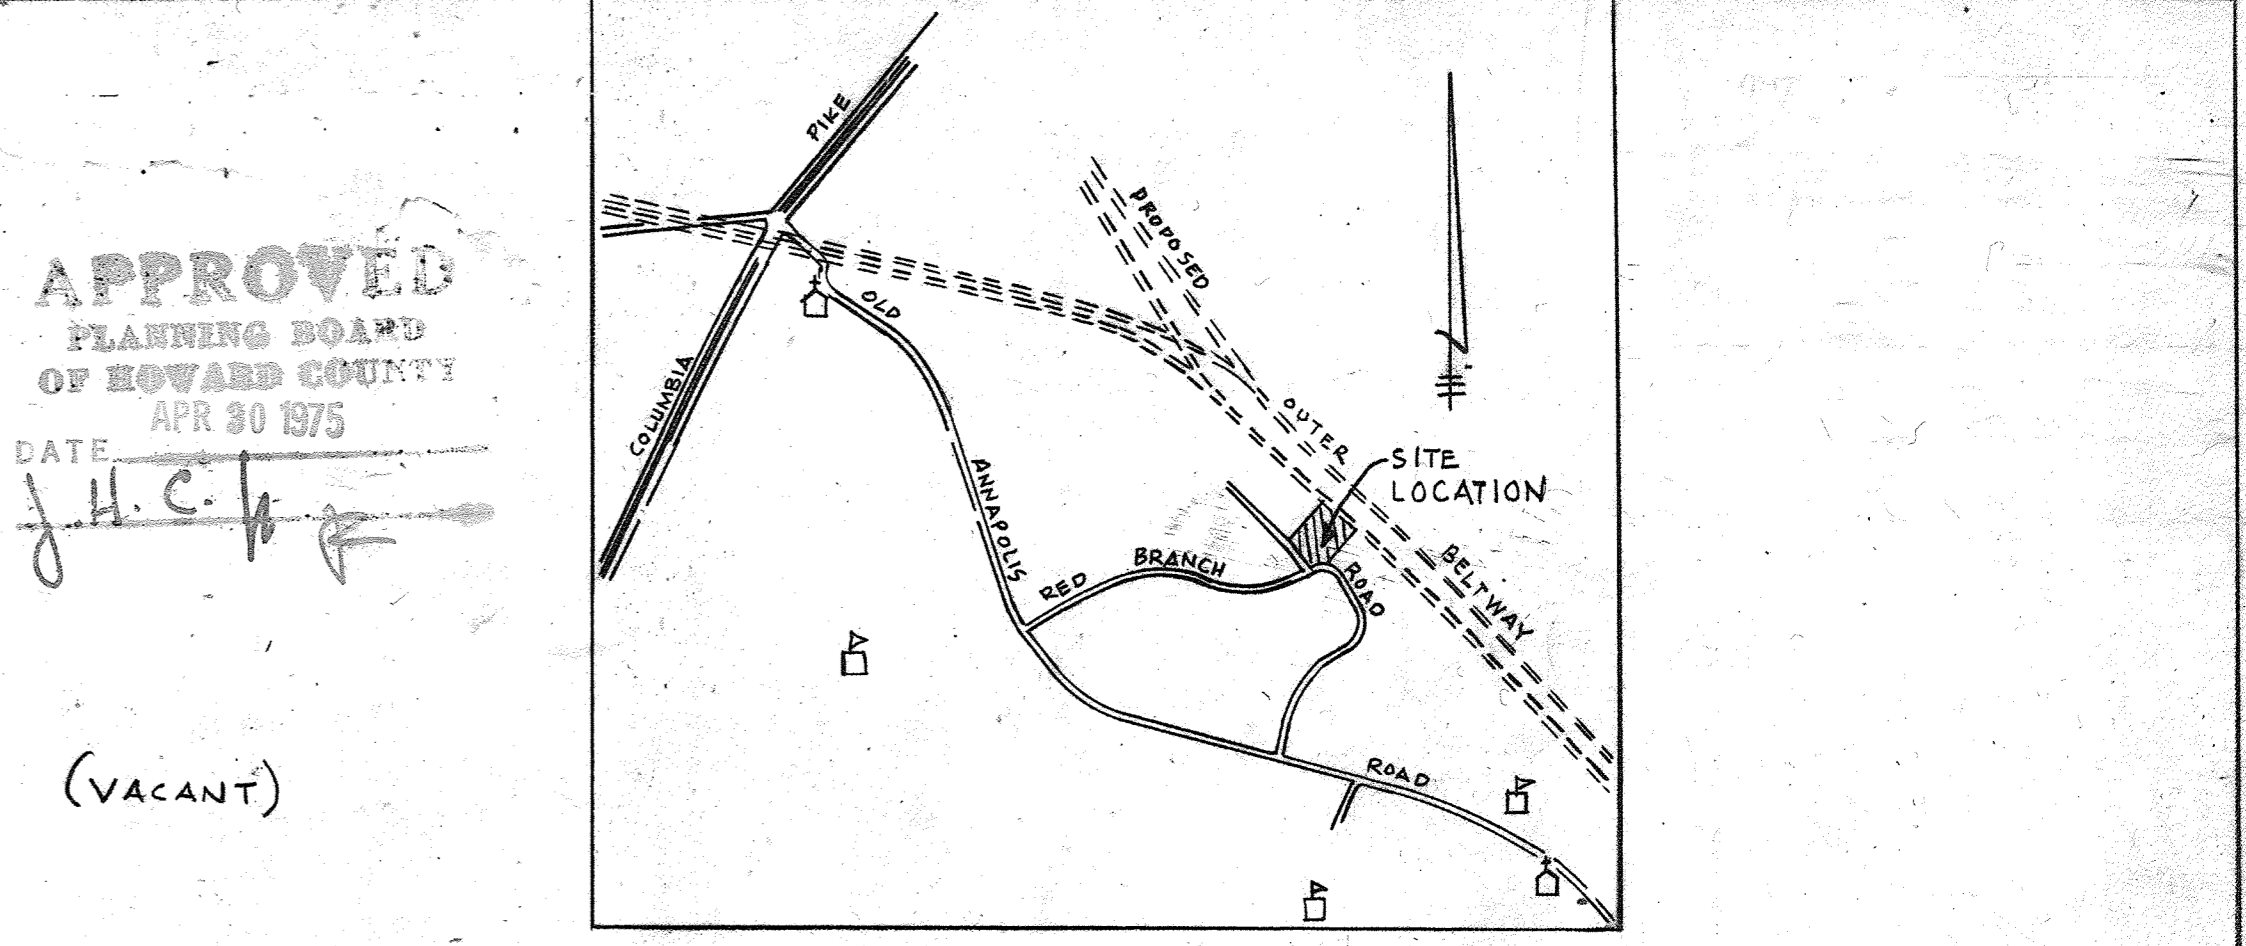 APPROVED
PLANNING BOARD
OF HOWARD COUNTY
APR 30 1975
DATE
J. H. C.
(VACANT)
PIKE
COLUMBIA
OLD
ANNAPOLIS
ROAD
RED
BRANCH
ROAD
PROPOSED
OUTER
BELTWAY
SITE
LOCATION